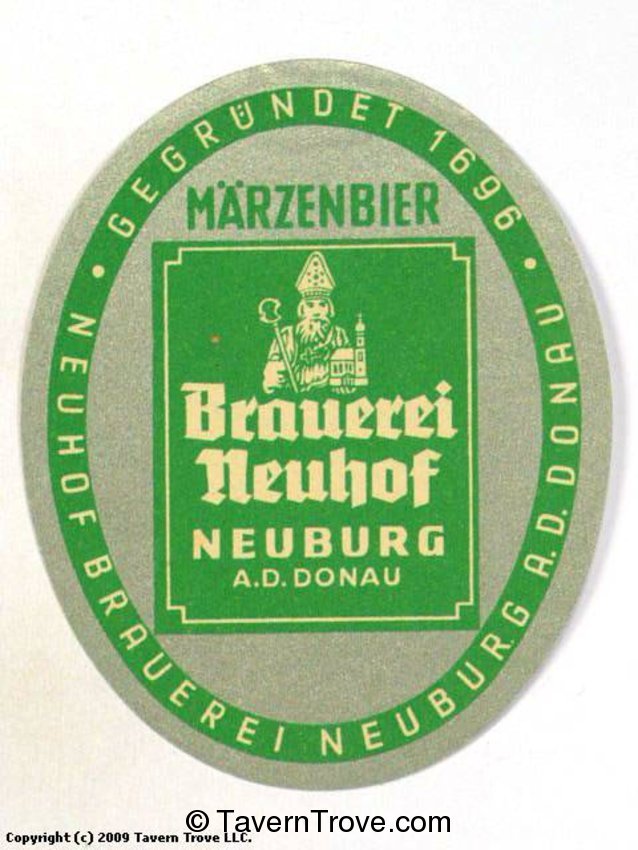 GEGRÜNDET 1696
MÄRZENBIER
Brauerei
Neuhof
NEUBURG
A.D. DONAU
NEUHOF BRAUEREI NEUBURG A.D. DONAU
Copyright (c) 2009 Tavern Trove LLC.
© TavernTrove.com